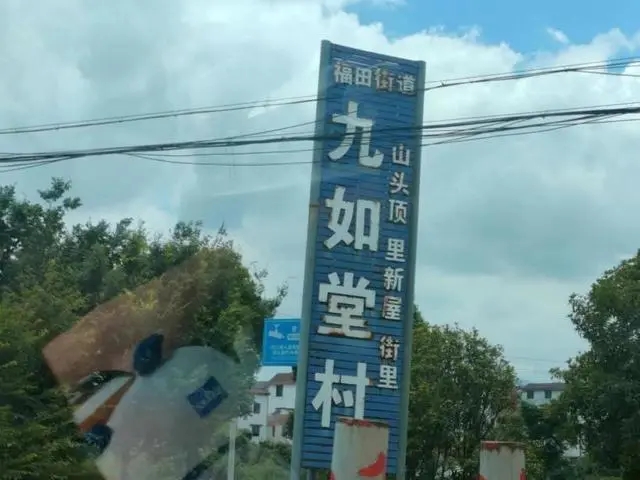 福田街道
九如堂村
山头顶 里新屋 街里